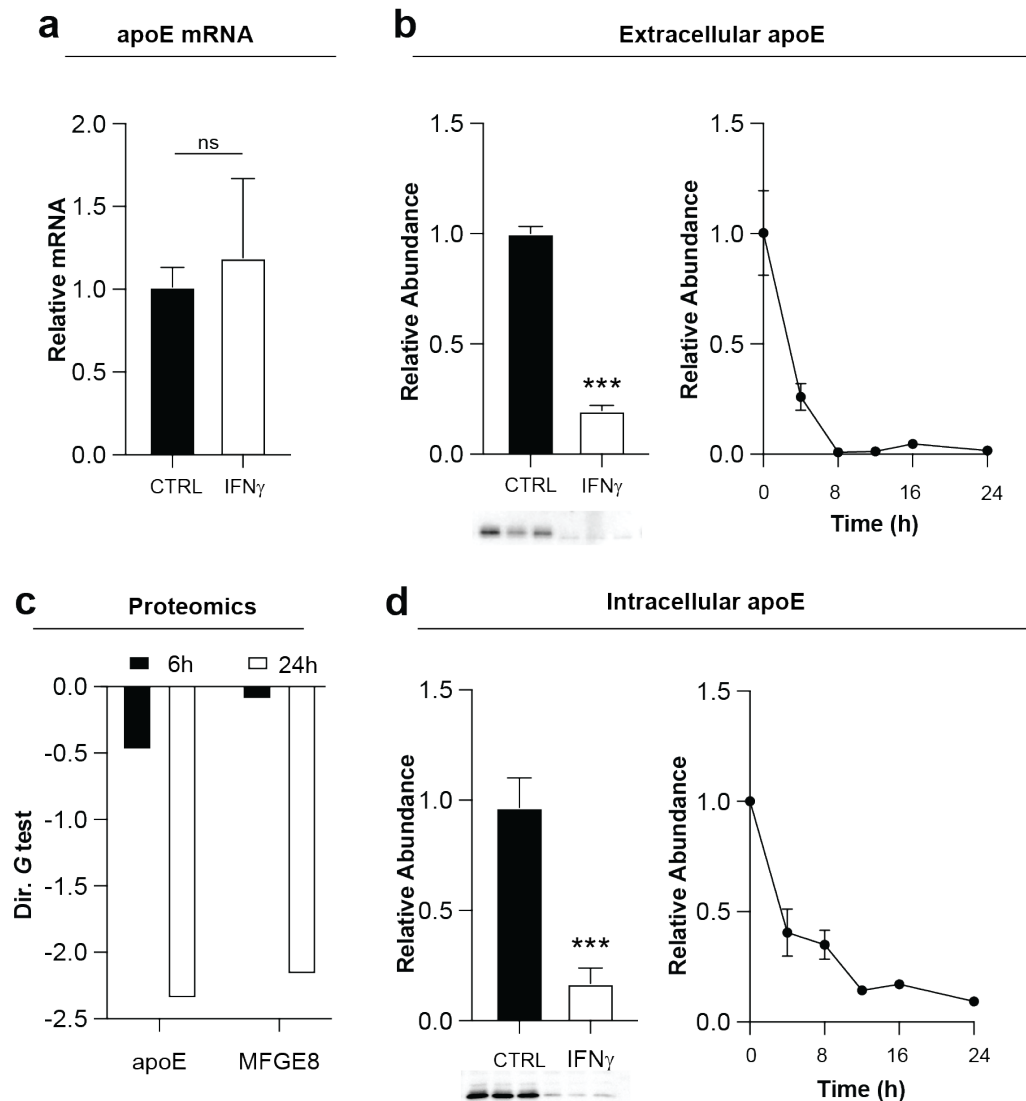 a
apoE mRNA
2.0
1.5
1.0
0.5
0.0
Relative mRNA
ns
CTRL IFNγ
b
Extracellular apoE
1.5
1.0
0.5
0.0
Relative Abundance
***
CTRL IFNγ
1.5
1.0
0.5
0.0
Relative Abundance
0 8 16 24
Time (h)
c
Proteomics
6h 24h
0.0
-0.5
-1.0
-1.5
-2.0
-2.5
Dir. G test
apoE MFGE8
d
Intracellular apoE
1.5
1.0
0.5
0.0
Relative Abundance
***
CTRL IFNγ
1.5
1.0
0.5
0.0
Relative Abundance
0 8 16 24
Time (h)